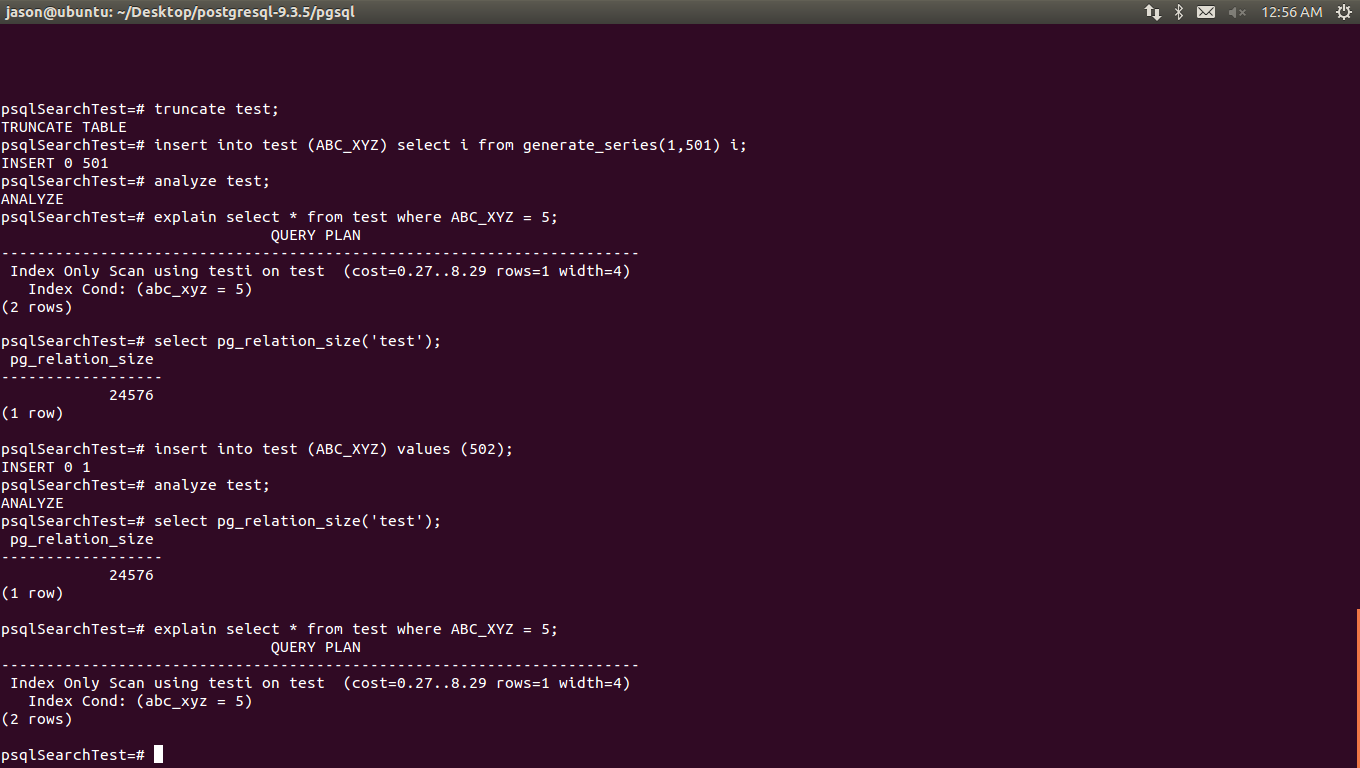 jason@ubuntu: ~/Desktop/postgresql-9.3.5/pgsql
12:56 AM
psqlSearchTest=# truncate test;
TRUNCATE TABLE
psqlSearchTest=# insert into test (ABC_XYZ) select i from generate_series(1,501) i;
INSERT 0 501
psqlSearchTest=# analyze test;
ANALYZE
psqlSearchTest=# explain select * from test where ABC_XYZ = 5;
                              QUERY PLAN
-----------------------------------------------------------------------
 Index Only Scan using testi on test  (cost=0.27..8.29 rows=1 width=4)
   Index Cond: (abc_xyz = 5)
(2 rows)
psqlSearchTest=# select pg_relation_size('test');
 pg_relation_size
------------------
            24576
(1 row)
psqlSearchTest=# insert into test (ABC_XYZ) values (502);
INSERT 0 1
psqlSearchTest=# analyze test;
ANALYZE
psqlSearchTest=# select pg_relation_size('test');
 pg_relation_size
------------------
            24576
(1 row)
psqlSearchTest=# explain select * from test where ABC_XYZ = 5;
                              QUERY PLAN
-----------------------------------------------------------------------
 Index Only Scan using testi on test  (cost=0.27..8.29 rows=1 width=4)
   Index Cond: (abc_xyz = 5)
(2 rows)
psqlSearchTest=#